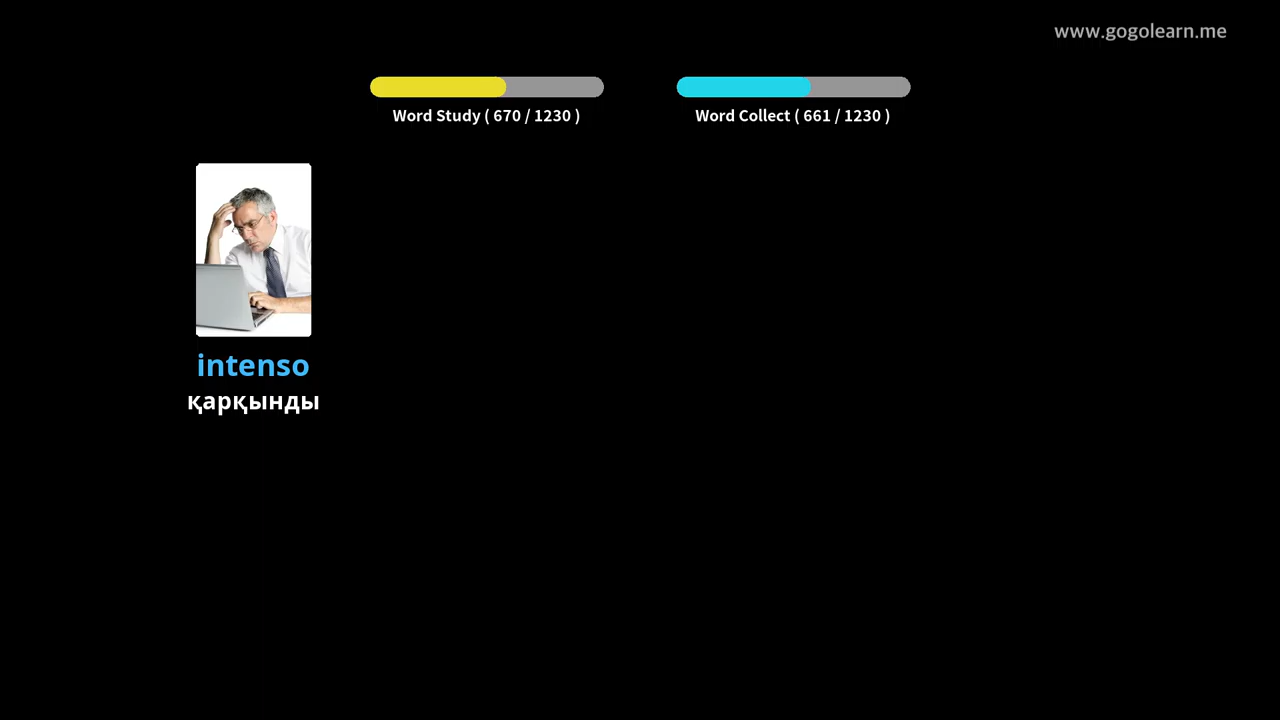 www.gogolearn.me
Word Study ( 670 / 1230 )
Word Collect ( 661 / 1230 )
intenso
қарқынды